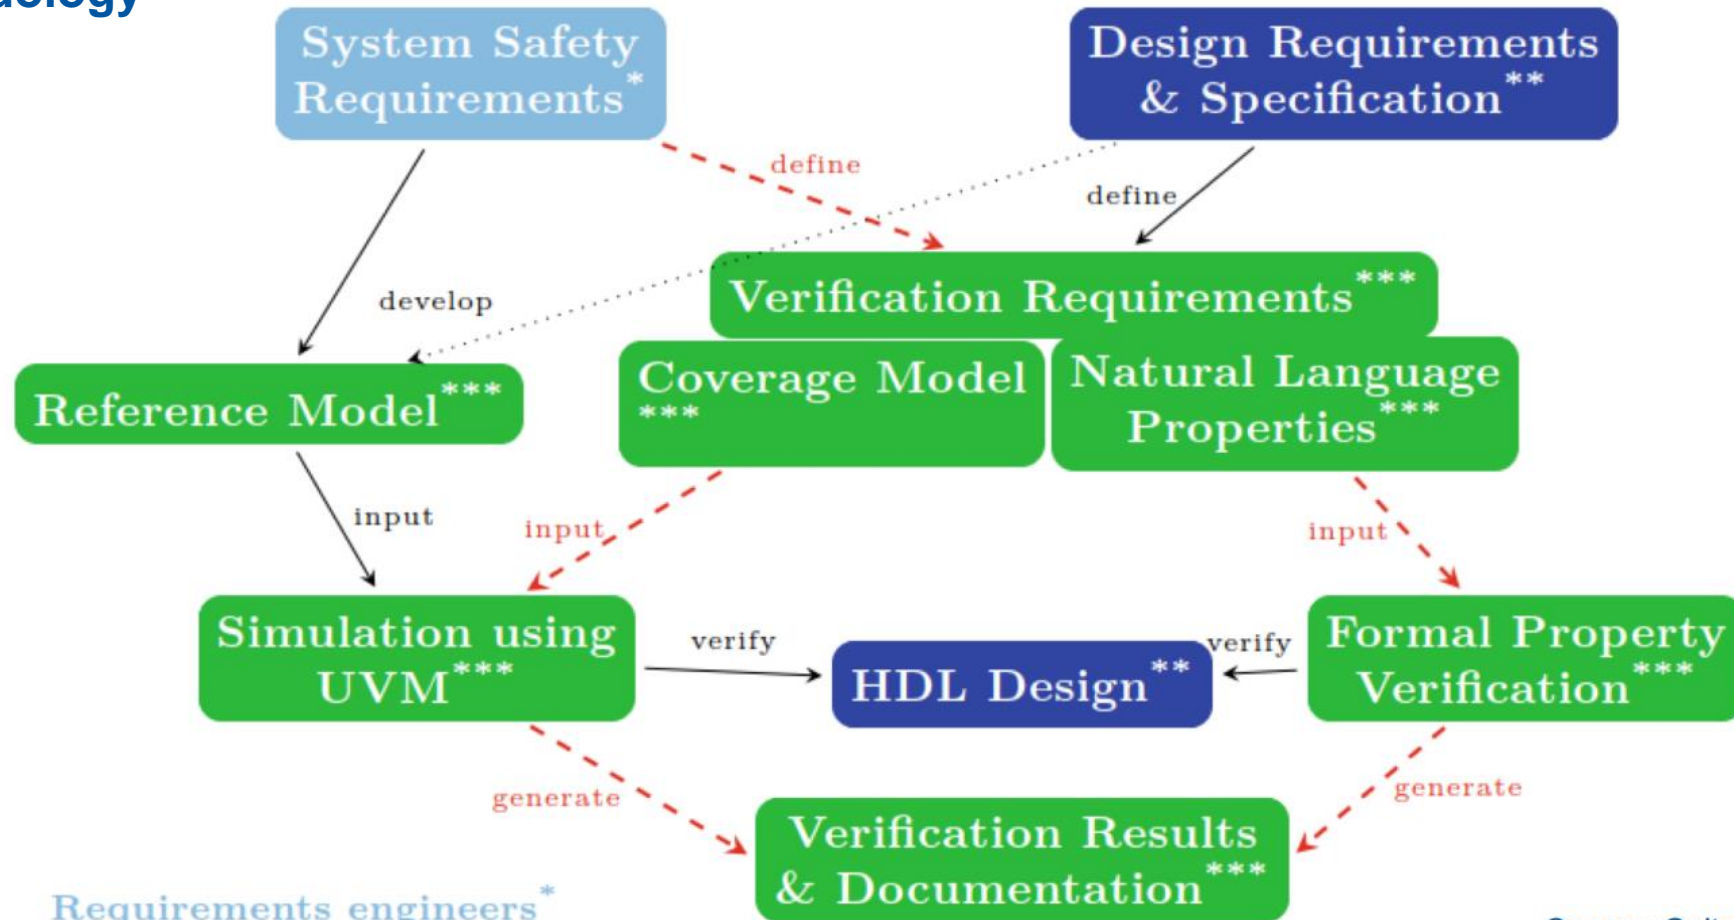 System Safety
Requirements*
Design Requirements
& Specification**
define
define
develop
Verification Requirements***
Reference Model***
Coverage Model
***
Natural Language
Properties***
input
input
input
Simulation using
UVM***
verify
HDL Design**
verify
Formal Property
Verification***
generate
generate
Verification Results
& Documentation***
Requirements engineers*